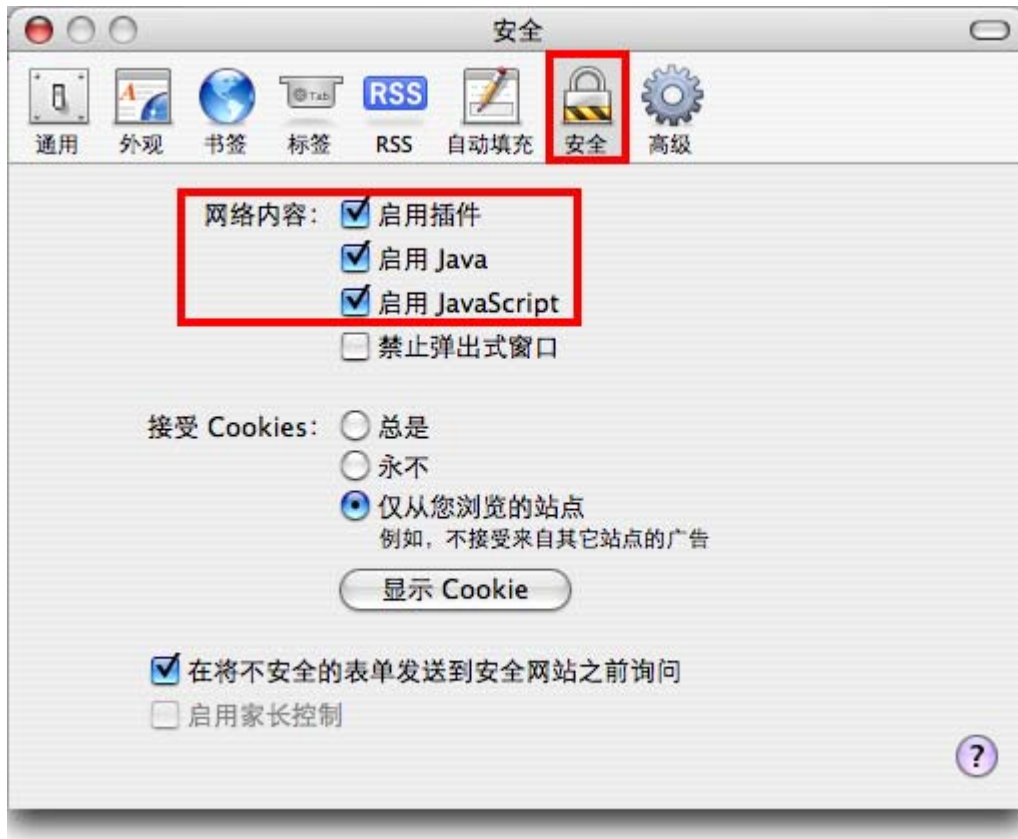 安全
Tab
RSS
通用 外观 书签 标签 RSS 自动填充 安全 高级
网络内容: 启用插件
启用 Java
启用 JavaScript
禁止弹出式窗口
接受 Cookies: 总是
永不
仅从您浏览的站点
例如，不接受来自其它站点的广告
显示 Cookie
在将不安全的表单发送到安全网站之前询问
启用家长控制
?